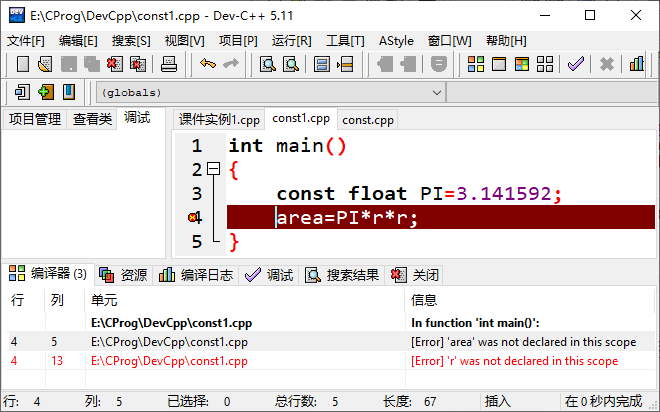 E:\CProg\DevCpp\const1.cpp - Dev-C++ 5.11
文件[F] 编辑[E] 搜索[S] 视图[V] 项目[P] 运行[R] 工具[T] AStyle 窗口[W] 帮助[H]
(globals)
项目管理 查看类 调试 课件实例1.cpp const1.cpp const.cpp
1 int main()
2 {
3 const float PI=3.141592;
4 area=PI*r*r;
5 }
编译器 (3) 资源 编译日志 调试 搜索结果 关闭
行 列 单元 信息
E:\CProg\DevCpp\const1.cpp In function 'int main()':
4 5 E:\CProg\DevCpp\const1.cpp [Error] 'area' was not declared in this scope
4 13 E:\CProg\DevCpp\const1.cpp [Error] 'r' was not declared in this scope
行: 4 列: 5 已选择: 0 总行数: 5 长度: 67 插入 在 0 秒内完成